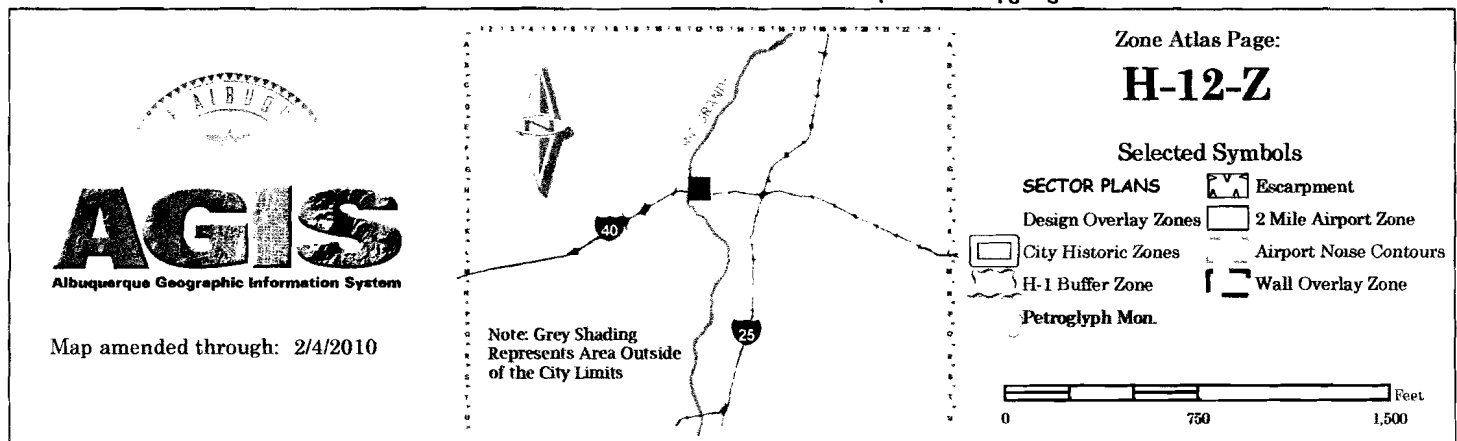 ALBUQ
AGIS
Albuquerque Geographic Information System
Map amended through: 2/4/2010
N
40
25
Note: Grey Shading
Represents Area Outside
of the City Limits
Zone Atlas Page:
H-12-Z
Selected Symbols
SECTOR PLANS
Escarpment
Design Overlay Zones
2 Mile Airport Zone
City Historic Zones
Airport Noise Contours
H-1 Buffer Zone
Wall Overlay Zone
Petroglyph Mon.
Feet
0 750 1,500